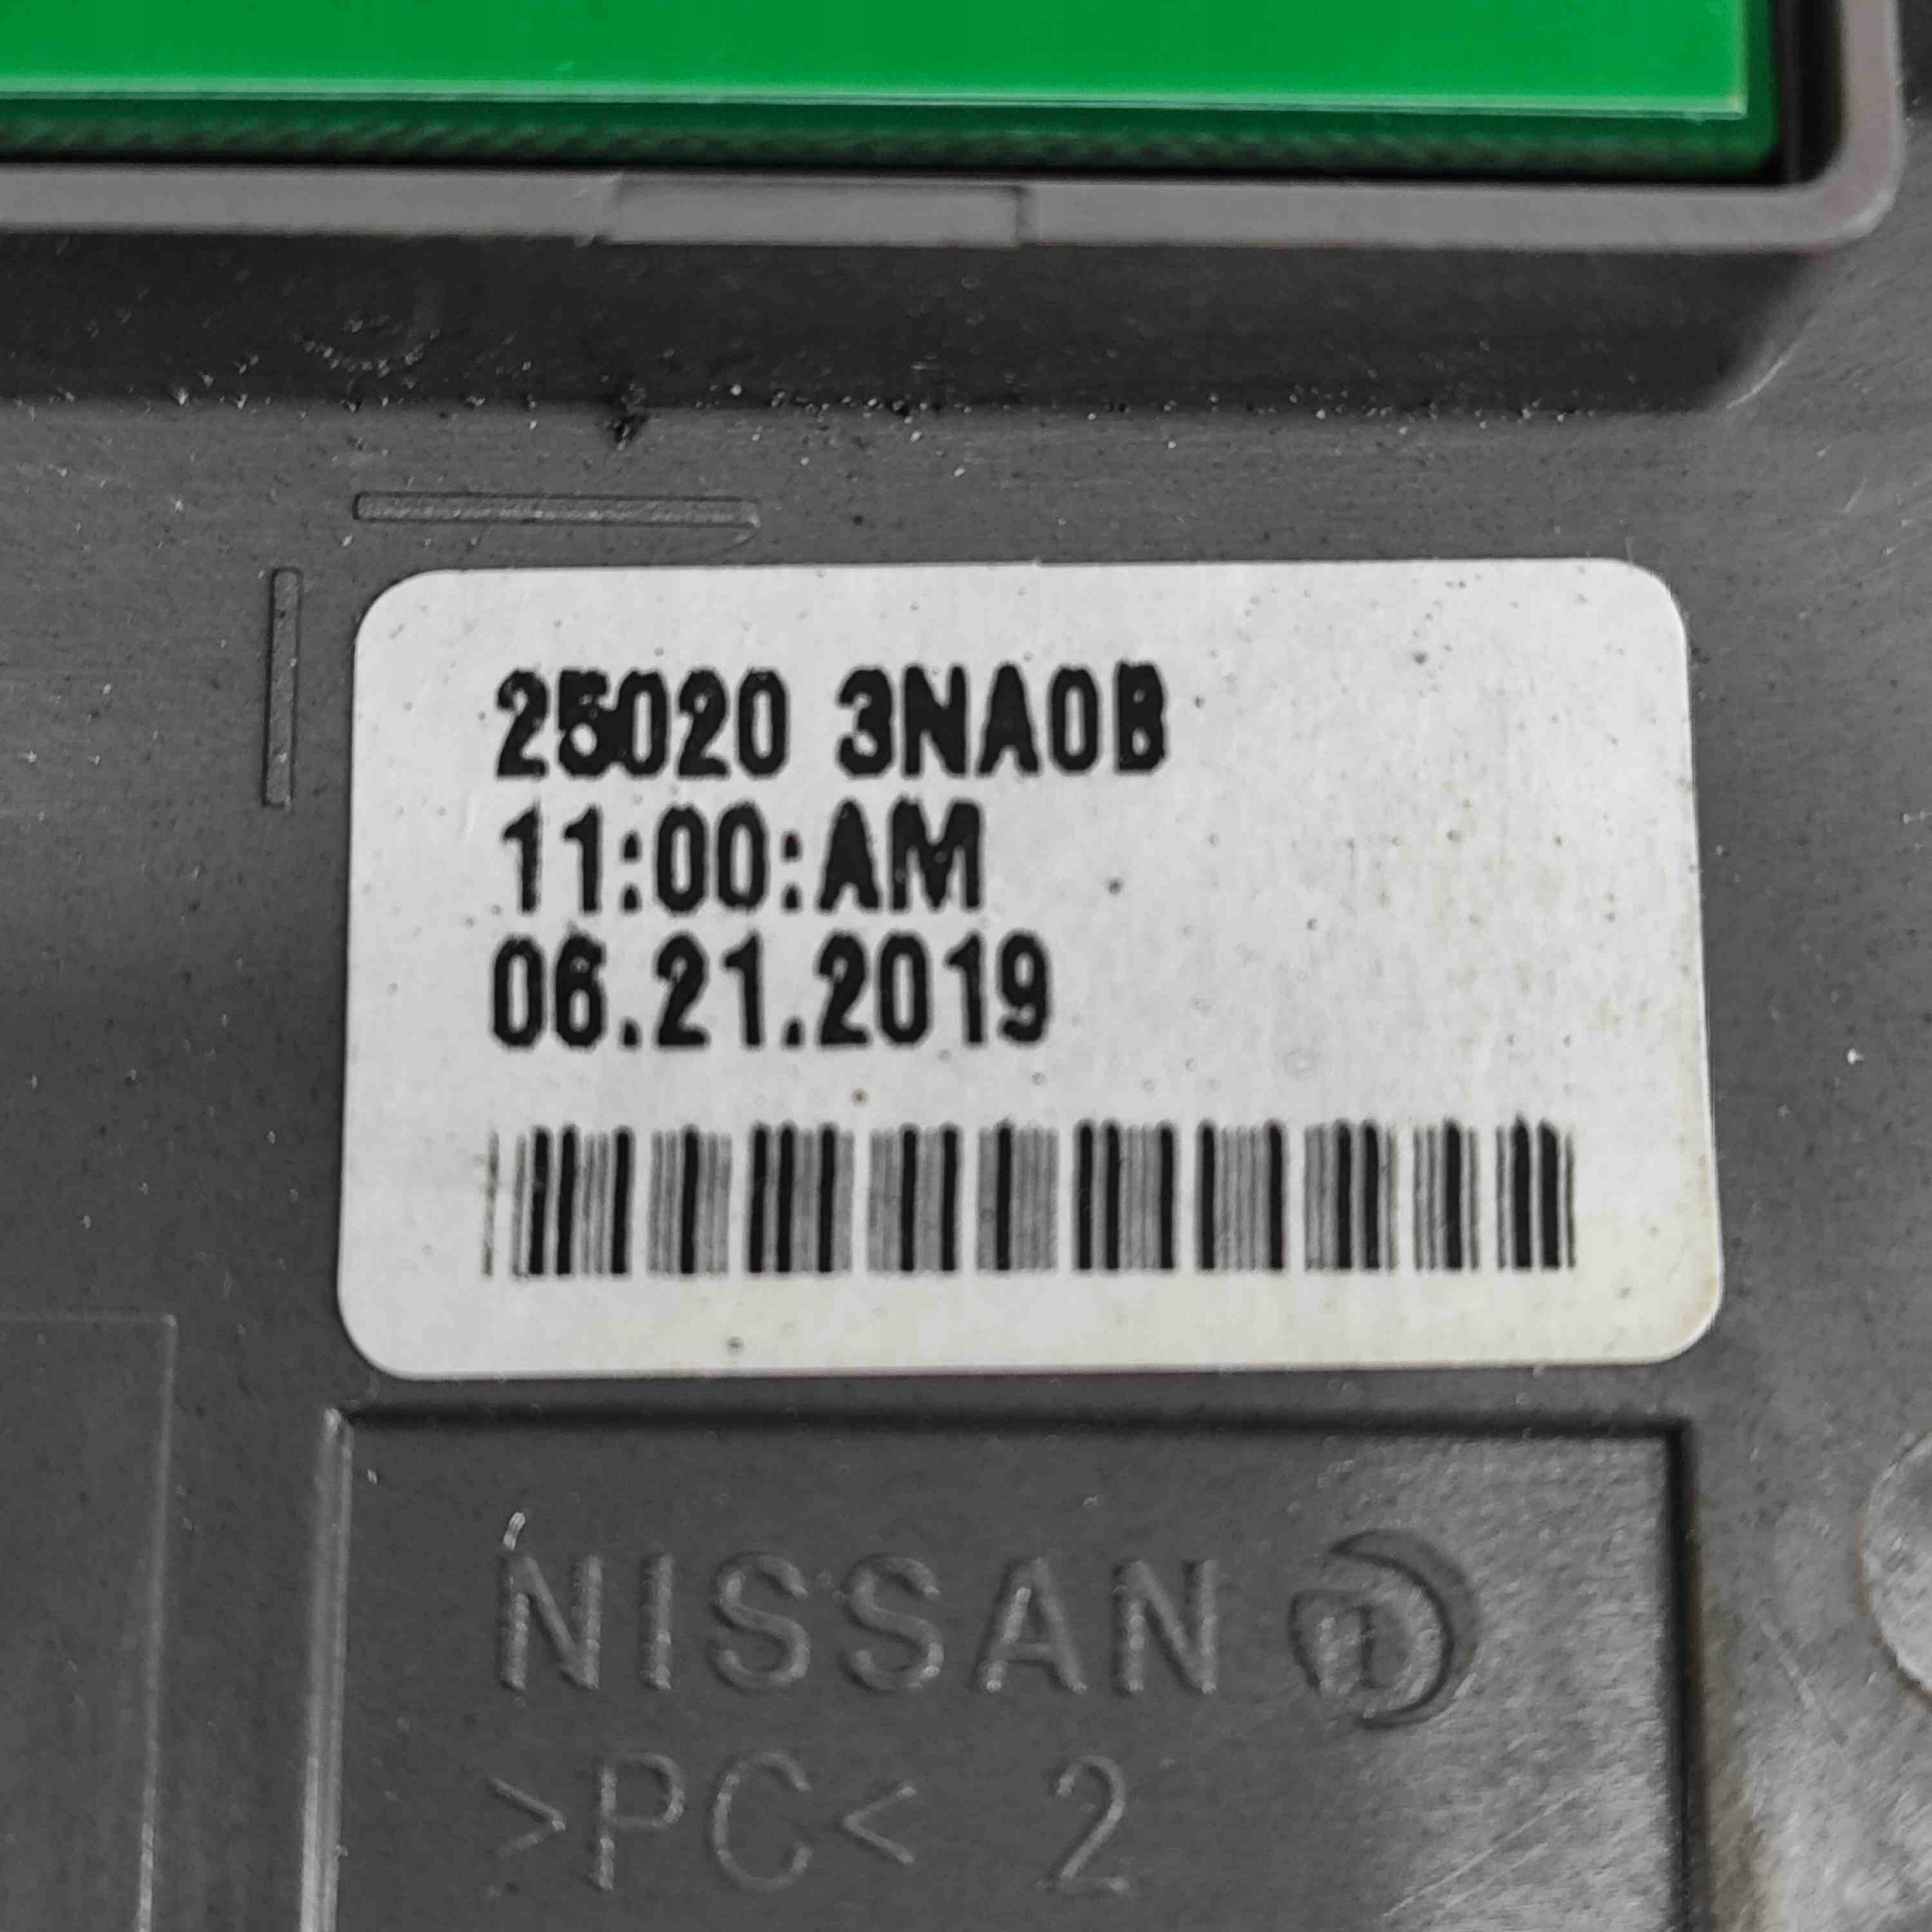 25020 3NA0B
11:00:AM
06.21.2019
NISSAN
>PC< 2